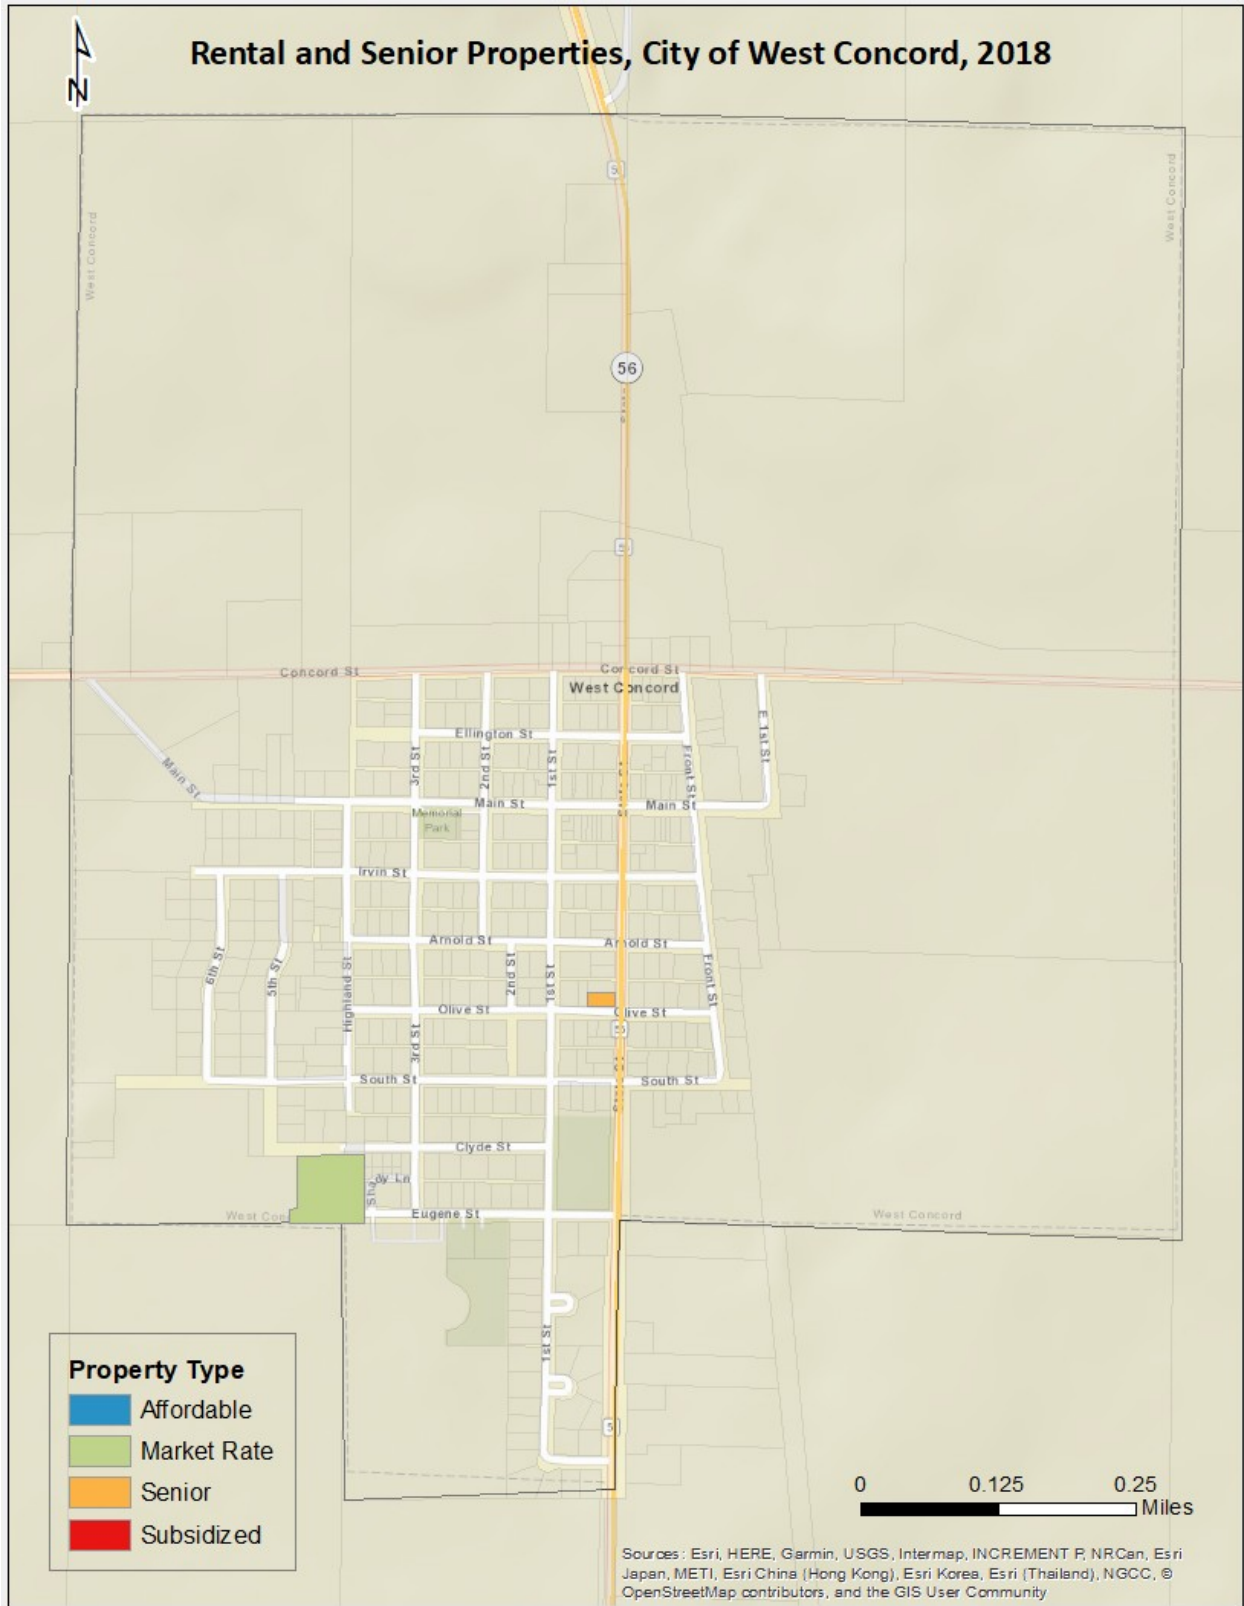 Rental and Senior Properties, City of West Concord, 2018
N
West Concord
West Concord
56
Concord St
Concord St
West Concord
Ellington St
E 1st St
Main St
3rd St
2nd St
1st St
Front St
Main St
Main St
Memorial
Park
Irvin St
Arnold St
Arnold St
6th St
5th St
Highland St
2nd St
1st St
Front St
Olive St
Olive St
3rd St
South St
South St
Clyde St
Eugene St
West Concord
1st St
Property Type
Affordable
Market Rate
Senior
Subsidized
0 0.125 0.25
Miles
Sources: Esri, HERE, Garmin, USGS, Intermap, INCREMENT P, NRCan, Esri
Japan, METI, Esri China (Hong Kong), Esri Korea, Esri (Thailand), NGCC, ©
OpenStreetMap contributors, and the GIS User Community